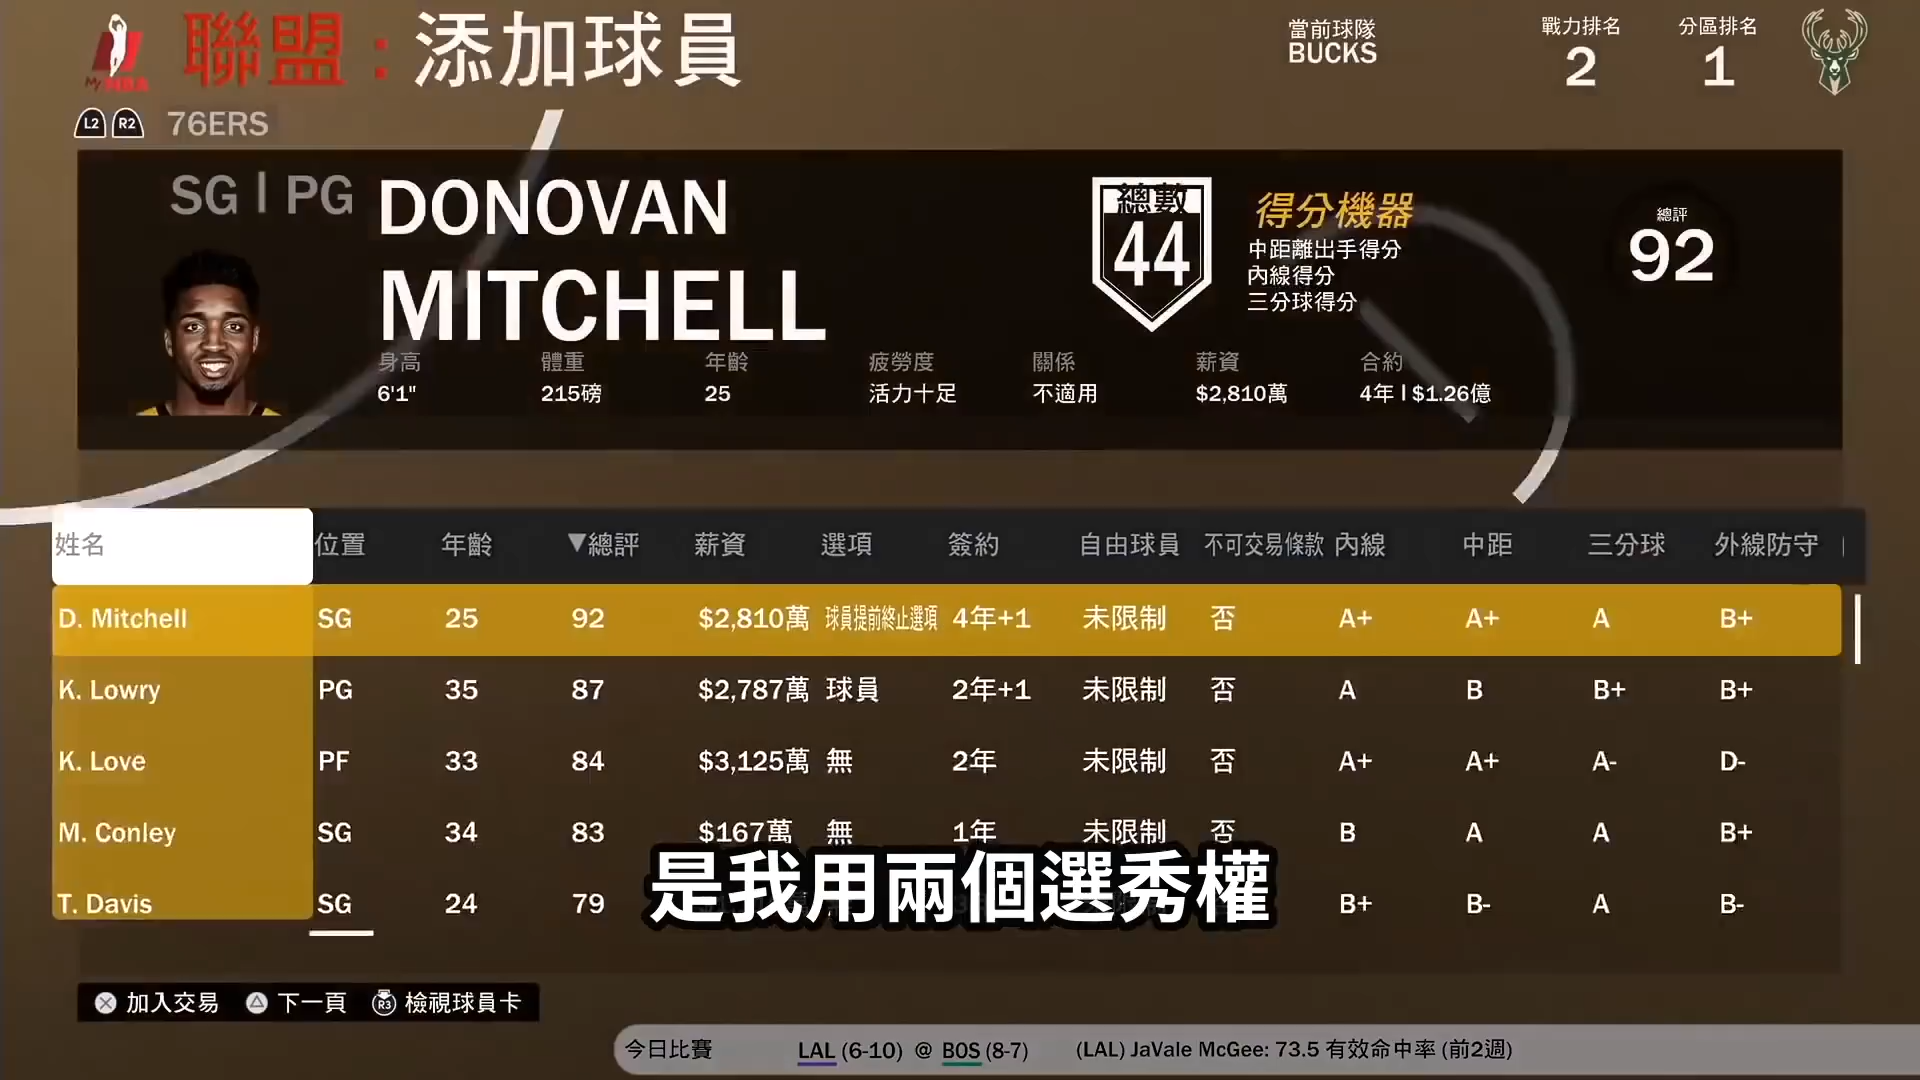 聯盟：添加球員
當前球隊
BUCKS
戰力排名
2
分區排名
1
L2 R2 76ERS
SG | PG
DONOVAN
MITCHELL
總數
44
得分機器
中距離出手得分
內線得分
三分球得分
總評
92
身高 體重 年齡 疲勞度 關係 薪資 合約
6'1" 215磅 25 活力十足 不適用 $2,810萬 4年 | $1.26億
姓名 位置 年齡 ▼總評 薪資 選項 簽約 自由球員 不可交易條款 內線 中距 三分球 外線防守
D. Mitchell SG 25 92 $2,810萬 球員提前終止選項 4年+1 未限制 否 A+ A+ A B+
K. Lowry PG 35 87 $2,787萬 球員 2年+1 未限制 否 A B B+ B+
K. Love PF 33 84 $3,125萬 無 2年 未限制 否 A+ A+ A- D-
M. Conley SG 34 83 $167萬 無 1年 未限制 否 B A A B+
T. Davis SG 24 79 B+ B- A B-
是我用兩個選秀權
加入交易 下一頁 R3 檢視球員卡
今日比賽 LAL (6-10) @ BOS (8-7) (LAL) JaVale McGee: 73.5 有效命中率 (前2週)